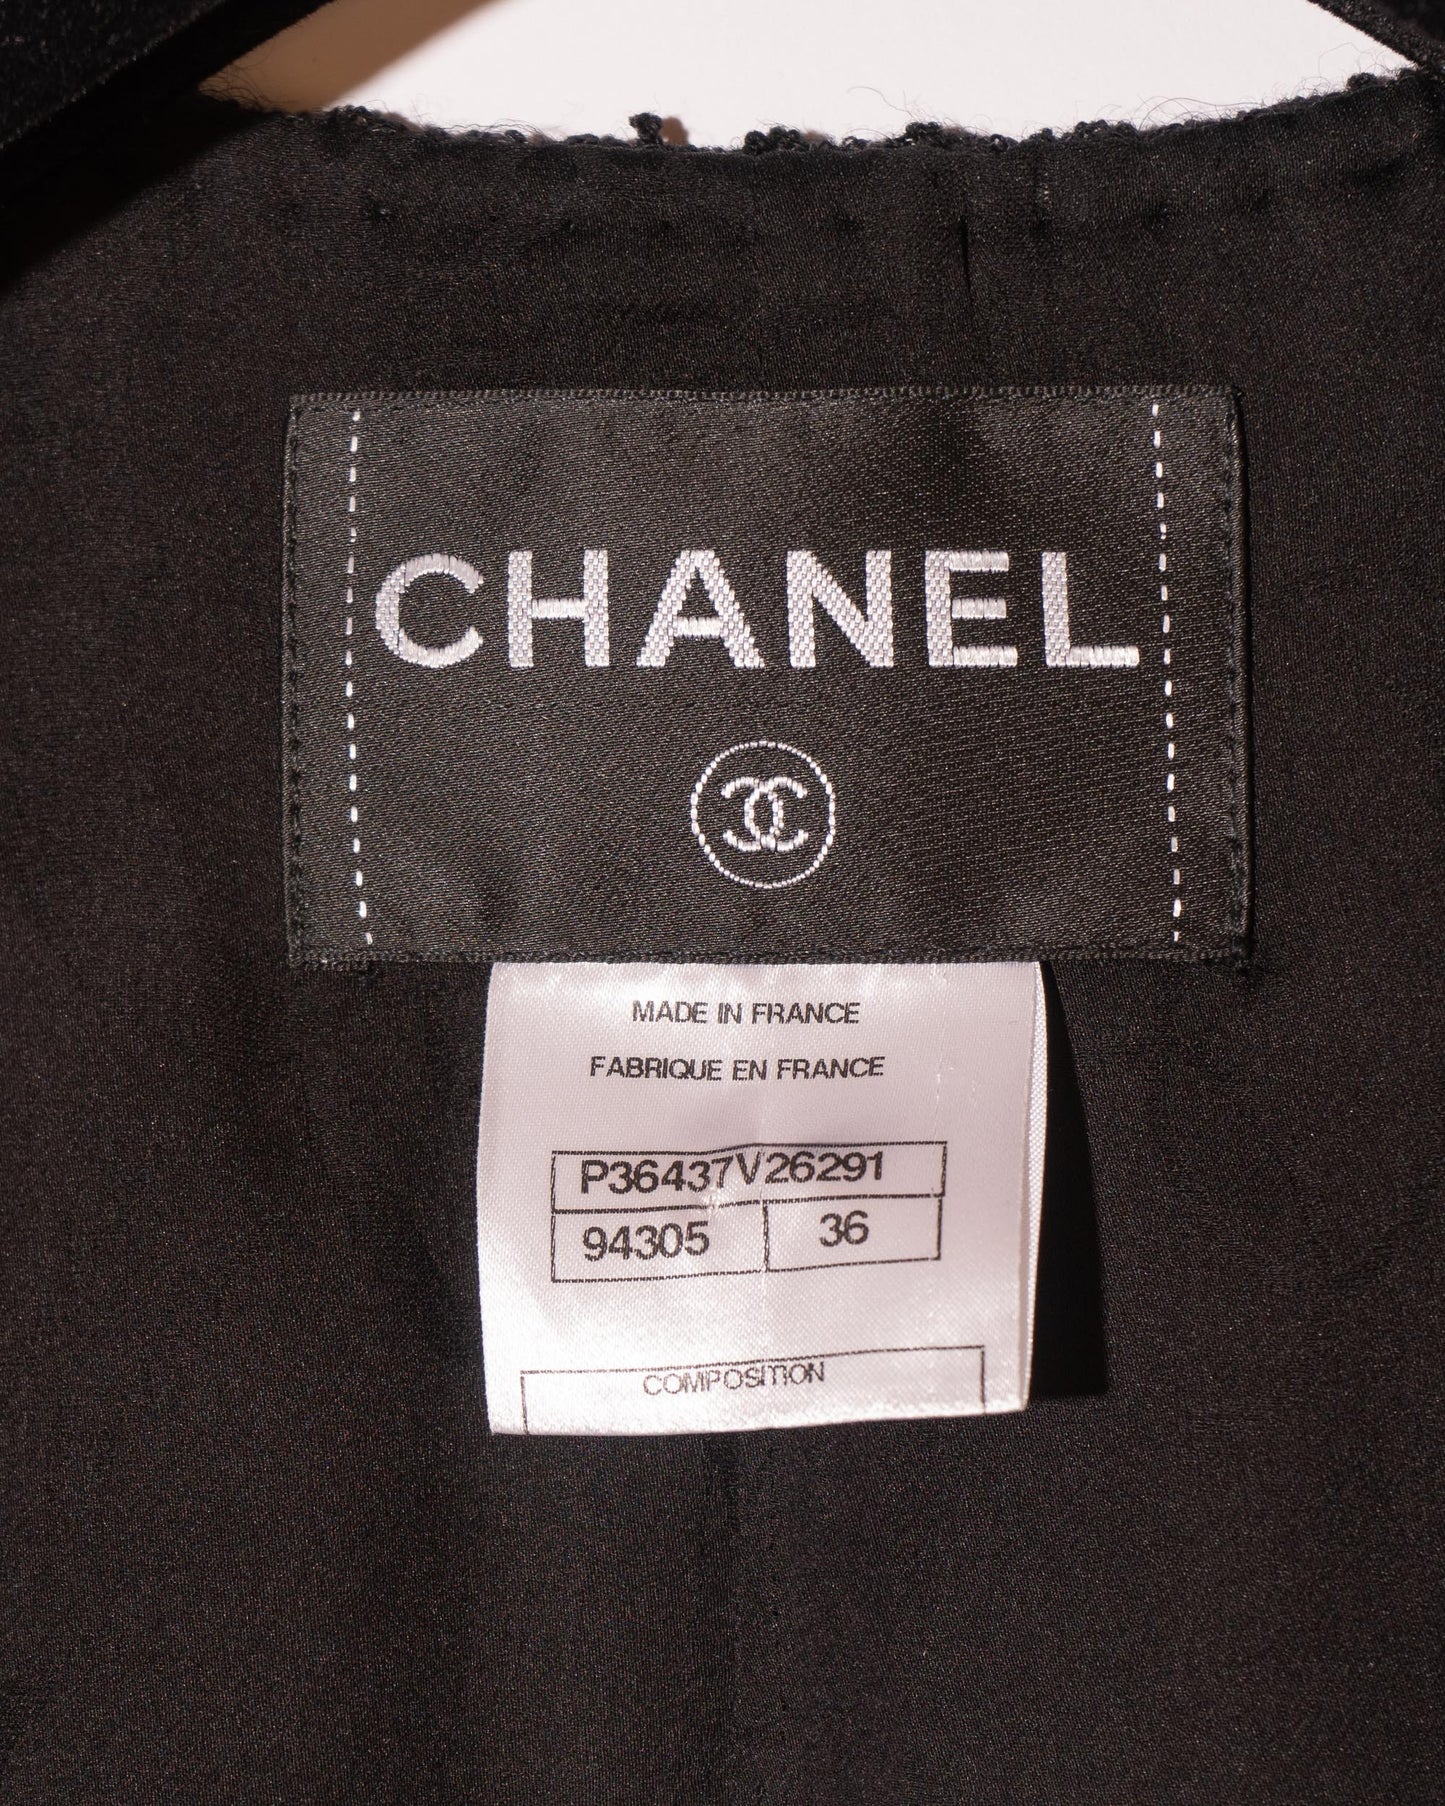 CHANEL
MADE IN FRANCE
FABRIQUE EN FRANCE
P36437V26291
94305 36
COMPOSITION